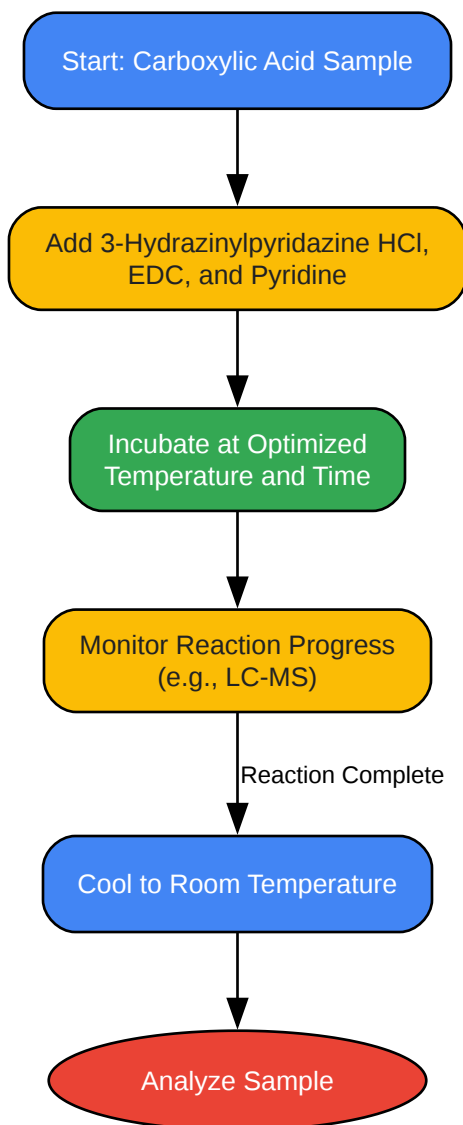 Start: Carboxylic Acid Sample
Add 3-Hydrazinylpyridazine HCl,
EDC, and Pyridine
Incubate at Optimized
Temperature and Time
Monitor Reaction Progress
(e.g., LC-MS)
Reaction Complete
Cool to Room Temperature
Analyze Sample